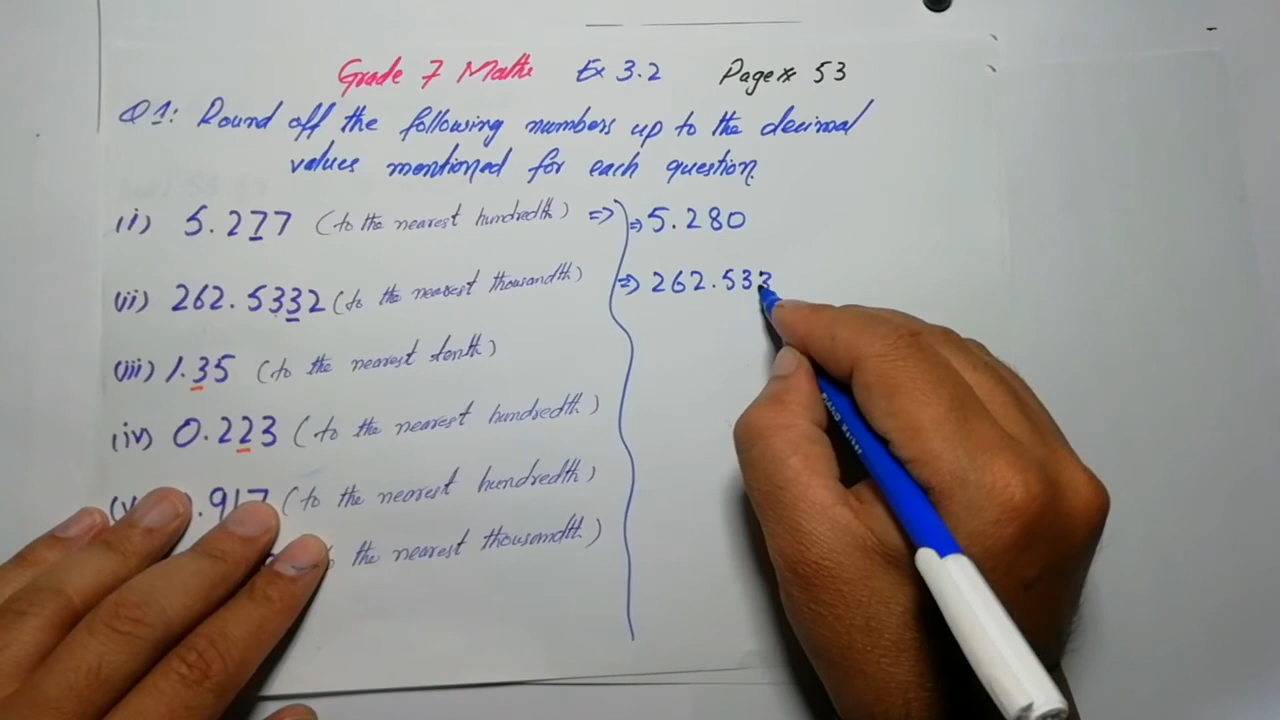 Grade 7 Maths Ex 3.2 Page # 53
Q1: Round off the following numbers up to the decimal
values mentioned for each question.
(i) 5.277 (to the nearest hundredth) => => 5.280
(ii) 262.5332 (to the nearest thousandth) => 262.533
(iii) 1.35 (to the nearest tenth)
(iv) 0.223 (to the nearest hundredth)
.917 (to the nearest hundredth)
the nearest thousandth)